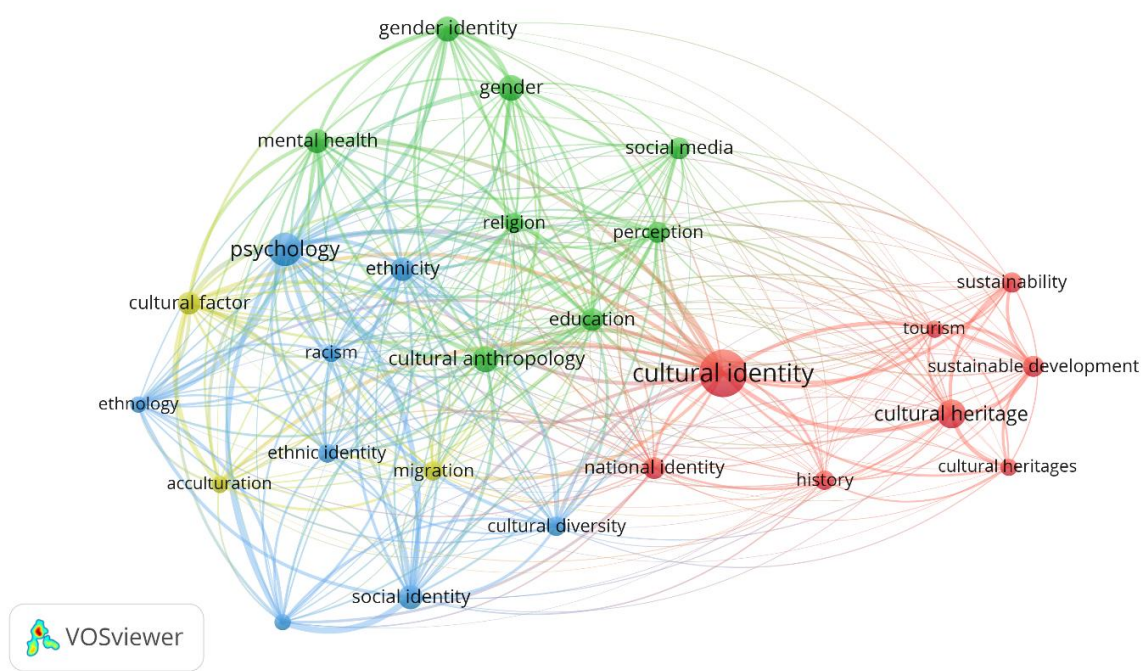 gender identity
gender
mental health
social media
religion
perception
psychology
ethnicity
sustainability
cultural factor
education
tourism
racism
cultural anthropology
cultural identity
sustainable development
ethnology
cultural heritage
ethnic identity
migration
national identity
cultural heritages
acculturation
history
cultural diversity
social identity
VOSviewer